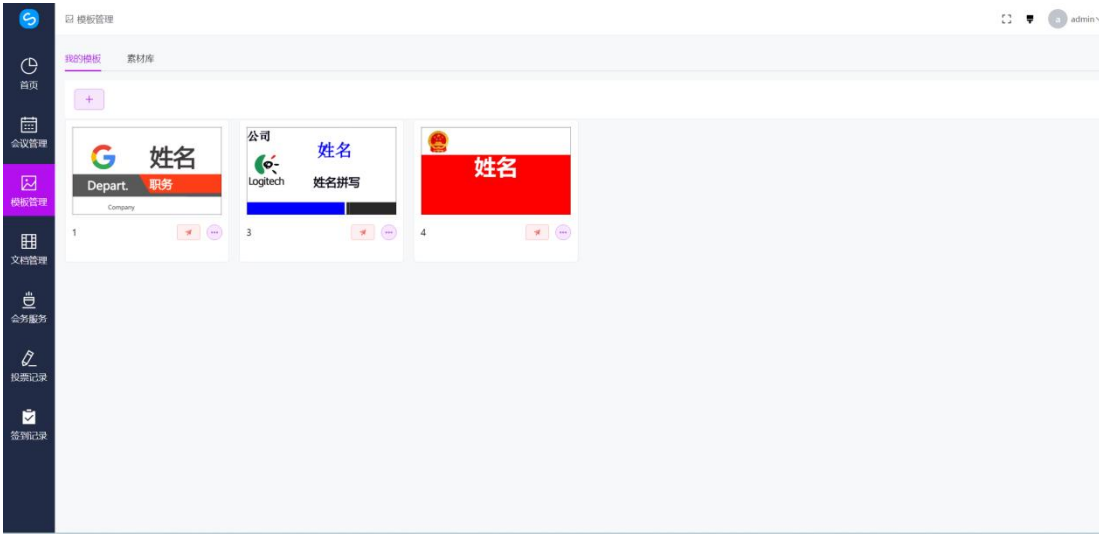 模板管理
a admin
首页
会议管理
模板管理
文档管理
会务服务
投票记录
签到记录
我的模板 素材库
+
G 姓名
Depart. 职务
Company
1
公司
姓名
Logitech 姓名拼写
3
姓名
4